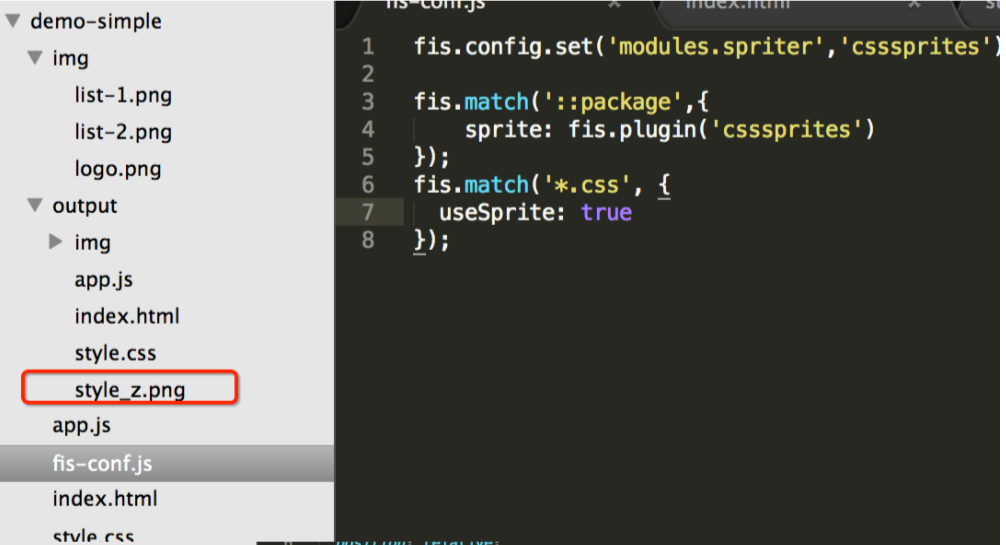 demo-simple
img
list-1.png
list-2.png
logo.png
output
img
app.js
index.html
style.css
style_z.png
app.js
fis-conf.js
index.html
style.css
fis-conf.js
index.html
1 fis.config.set('modules.spriter','csssprites')
2
3 fis.match('::package',{
4 sprite: fis.plugin('csssprites')
5 });
6 fis.match('*.css', {
7 useSprite: true
8 });